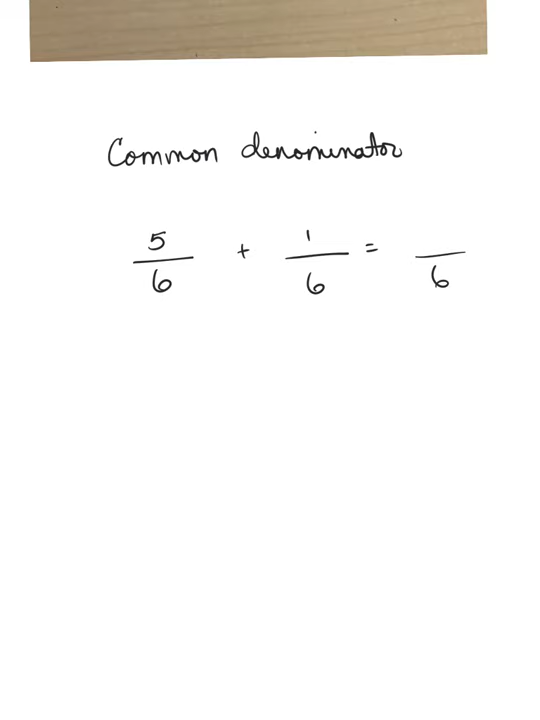 Common denominator
5/6 + 1/6 = /6